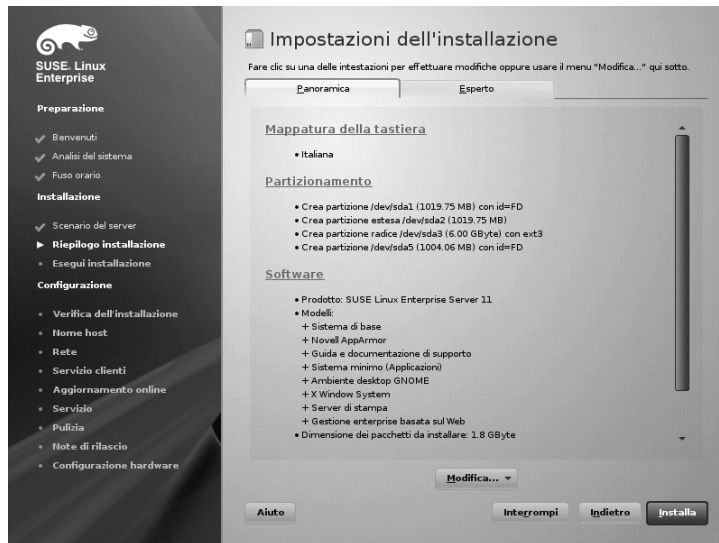 SUSE. Linux
Enterprise
Preparazione
Benvenuti
Analisi del sistema
Fuso orario
Installazione
Scenario del server
Riepilogo installazione
Esegui installazione
Configurazione
Verifica dell'installazione
Nome host
Rete
Servizio clienti
Aggiornamento online
Servizio
Pulizia
Note di rilascio
Configurazione hardware
Impostazioni dell'installazione
Fare clic su una delle intestazioni per effettuare modifiche oppure usare il menu "Modifica..." qui sotto.
Panoramica
Esperto
Mappatura della tastiera
• Italiana
Partizionamento
• Crea partizione /dev/sda1 (1019.75 MB) con id=FD
• Crea partizione estesa /dev/sda2 (1019.75 MB)
• Crea partizione radice /dev/sda3 (6.00 GByte) con ext3
• Crea partizione /dev/sda5 (1004.06 MB) con id=FD
Software
• Prodotto: SUSE Linux Enterprise Server 11
• Modelli:
+ Sistema di base
+ Novell AppArmor
+ Guida e documentazione di supporto
+ Sistema minimo (Applicazioni)
+ Ambiente desktop GNOME
+ X Window System
+ Server di stampa
+ Gestione enterprise basata sul Web
• Dimensione dei pacchetti da installare: 1.8 GByte
Modifica...
Aiuto
Interrompi
Indietro
Installa